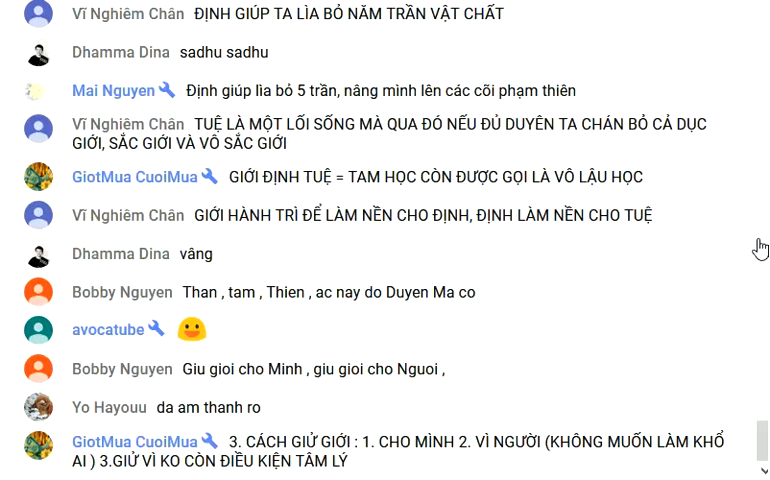 Vĩ Nghiêm Chân ĐỊNH GIÚP TA LÌA BỎ NĂM TRẦN VẬT CHẤT
Dhamma Dina sadhu sadhu
Mai Nguyen Định giúp lìa bỏ 5 trần, nâng mình lên các cõi phạm thiên
Vĩ Nghiêm Chân TUỆ LÀ MỘT LỐI SỐNG MÀ QUA ĐÓ NẾU ĐỦ DUYÊN TA CHÁN BỎ CẢ DỤC
GIỚI, SẮC GIỚI VÀ VÔ SẮC GIỚI
GiotMua CuoiMua GIỚI ĐỊNH TUỆ = TAM HỌC CÒN ĐƯỢC GỌI LÀ VÔ LẬU HỌC
Vĩ Nghiêm Chân GIỚI HÀNH TRÌ ĐỂ LÀM NỀN CHO ĐỊNH, ĐỊNH LÀM NỀN CHO TUỆ
Dhamma Dina vâng
Bobby Nguyen Than , tam , Thien , ac nay do Duyen Ma co
avocatube
Bobby Nguyen Giu gioi cho Minh , giu gioi cho Nguoi ,
Yo Hayouu da am thanh ro
GiotMua CuoiMua 3. CÁCH GIỬ GIỚI : 1. CHO MÌNH 2. VÌ NGƯỜI (KHÔNG MUỐN LÀM KHỔ
AI ) 3.GIỬ VÌ KO CÒN ĐIỀU KIỆN TÂM LÝ